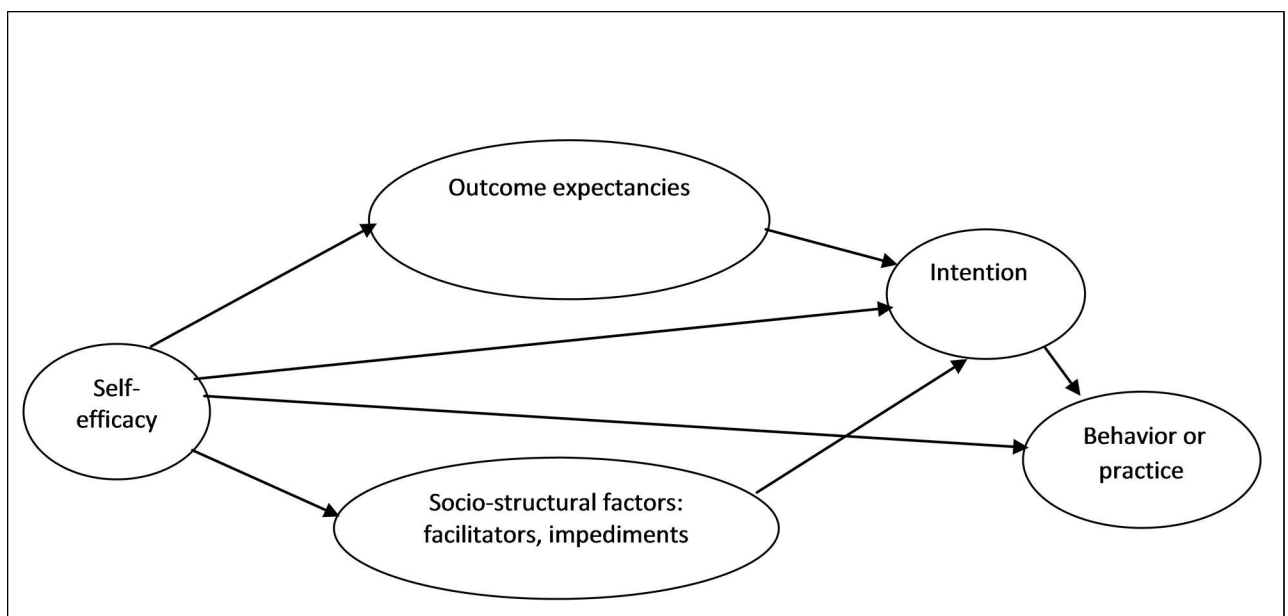 Outcome expectancies
Intention
Self-
efficacy
Behavior or
practice
Socio-structural factors:
facilitators, impediments